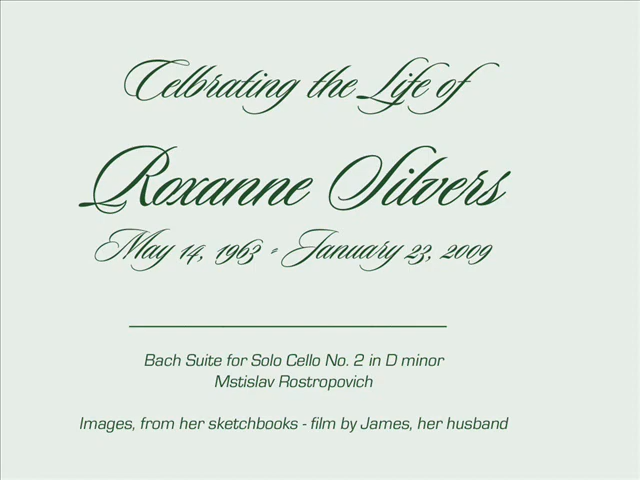 Celbrating the Life of
Roxanne Silvers
May 14, 1963 - January 23, 2009
Bach Suite for Solo Cello No. 2 in D minor
Mstislav Rostropovich
Images, from her sketchbooks - film by James, her husband